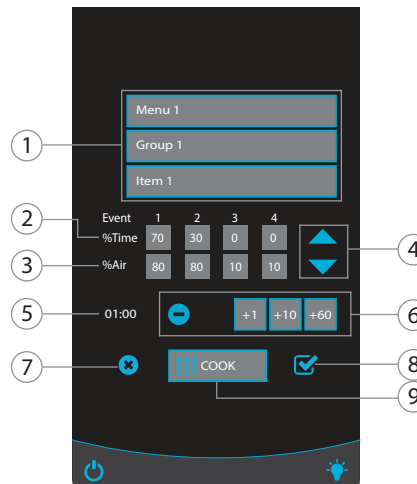 Menu 1
1
Group 1
Item 1
2
Event 1 2 3 4
%Time 70 30 0 0
4
3
%Air 80 80 10 10
5
01:00
+1 +10 +60
6
7
COOK
8
9